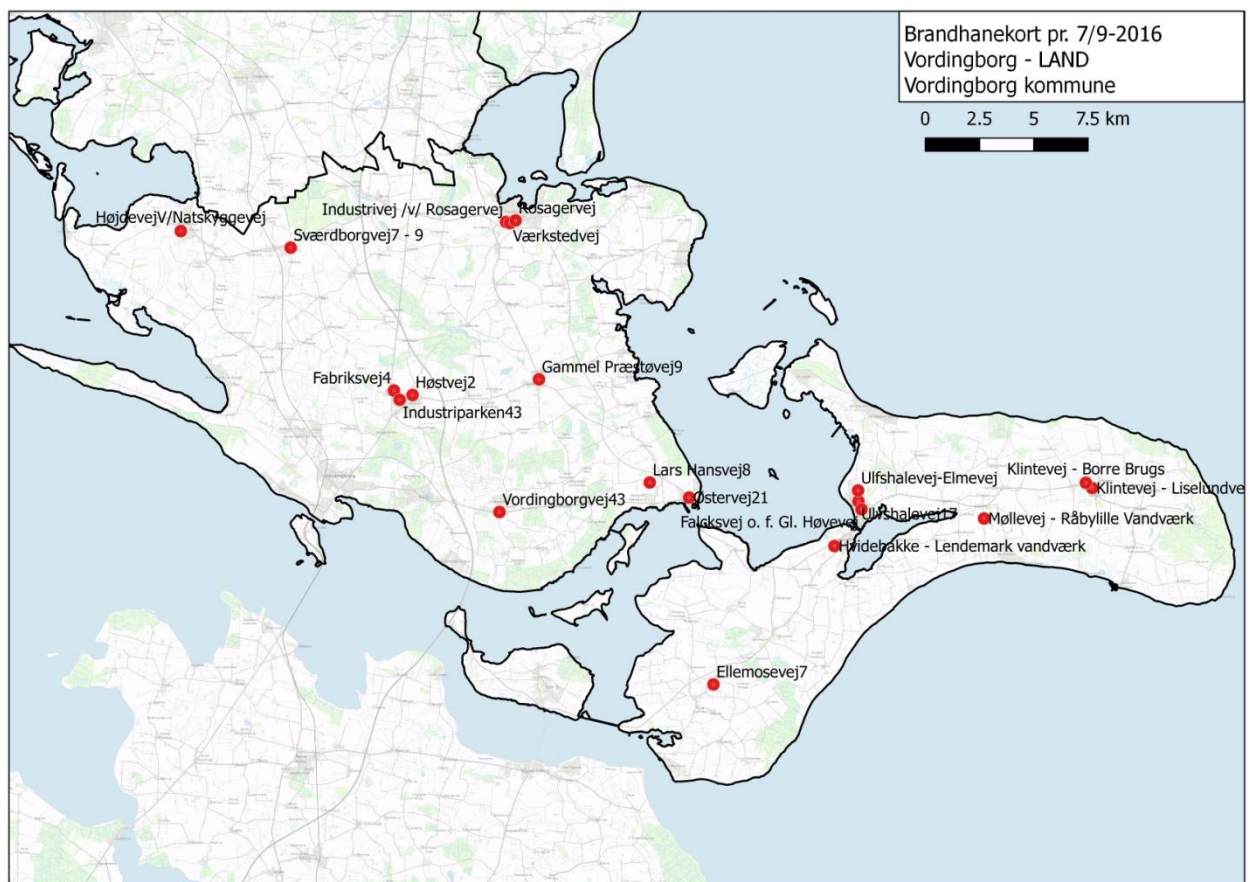 Brandhanekort pr. 7/9-2016
Vordingborg - LAND
Vordingborg kommune
0 2.5 5 7.5 km
Industrivej /v/ Rosagervej
Rosagervej
HøjdevejV/Natskyggevej
Sværdborgvej7 - 9
Værkstedvej
Gammel Præstøvej9
Fabriksvej4
Høstvej2
Industriparken43
Lars Hansvej8
Ulfshalevej-Elmevej
Klintevej - Borre Brugs
Klintevej - Liselundve
Østervej21
Vordingborgvej43
Falcksvej o. f. Gl. Høvevej
Ulvshalevej17
Møllevej - Råbylille Vandværk
Hvidebakke - Lendemark vandværk
Ellemosevej7